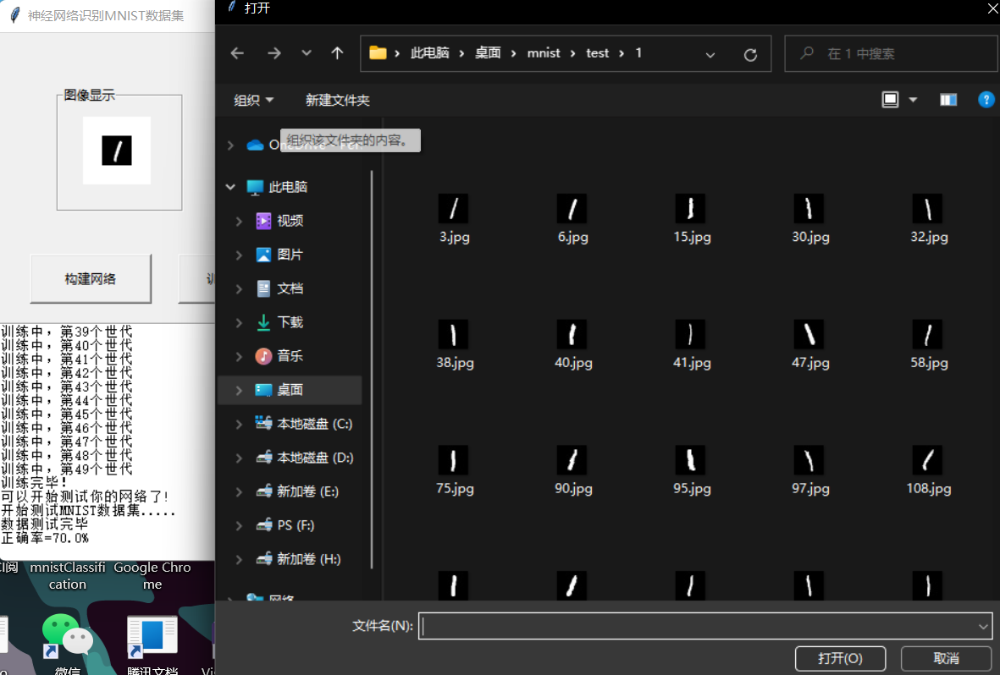 神经网络识别MNIST数据集
图像显示
构建网络
训练中，第39个世代
训练中，第40个世代
训练中，第41个世代
训练中，第42个世代
训练中，第43个世代
训练中，第44个世代
训练中，第45个世代
训练中，第46个世代
训练中，第47个世代
训练中，第48个世代
训练中，第49个世代
训练完毕！
可以开始测试你的网络了！
开始测试MNIST数据集.....
数据测试完毕
正确率=70.0%
mnistClassifi
cation
Google Chro
me
微信
腾讯文档
打开
此电脑 › 桌面 › mnist › test › 1
在 1 中搜索
组织
新建文件夹
组织该文件夹的内容。
此电脑
视频
图片
文档
下载
音乐
桌面
本地磁盘 (C:)
本地磁盘 (D:)
新加卷 (E:)
PS (F:)
新加卷 (H:)
网络
3.jpg 6.jpg 15.jpg 30.jpg 32.jpg
38.jpg 40.jpg 41.jpg 47.jpg 58.jpg
75.jpg 90.jpg 95.jpg 97.jpg 108.jpg
文件名(N):
打开(O)
取消